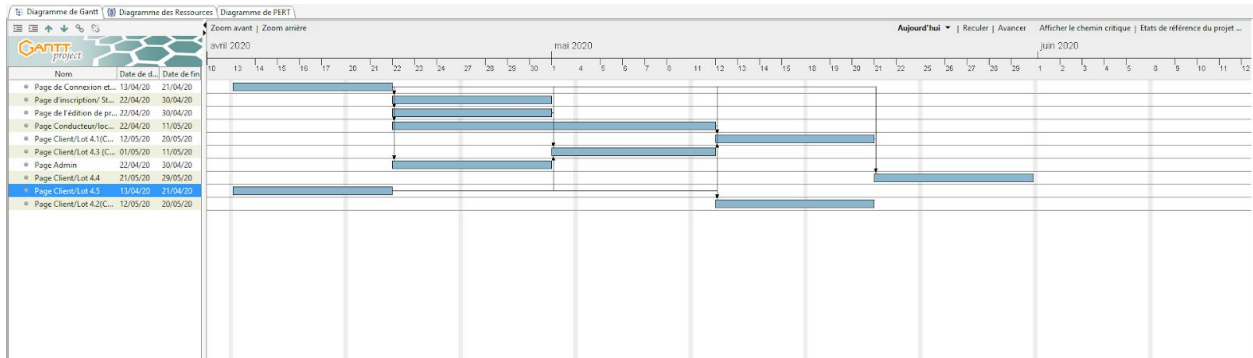 Diagramme de Gantt Diagramme des Ressources Diagramme de PERT
Zoom avant | Zoom arrière Aujourd'hui | Reculer | Avancer Afficher le chemin critique | Etats de référence du projet ...
GANTT project
avril 2020 mai 2020 juin 2020
10 13 14 15 16 17 20 21 22 23 24 27 28 29 30 1 4 5 6 7 8 11 12 13 14 15 18 19 20 21 22 25 26 27 28 29 1 2 3 4 5 8 9 10 11 12
Nom Date de d... Date de fin
Page de Connexion et... 13/04/20 21/04/20
Page d'inscription/ St... 22/04/20 30/04/20
Page de l'édition de pr... 22/04/20 30/04/20
Page Conducteur/loc... 22/04/20 11/05/20
Page Client/Lot 4.1(C... 12/05/20 20/05/20
Page Client/Lot 4.3 (C... 01/05/20 11/05/20
Page Admin 22/04/20 30/04/20
Page Client/Lot 4.4 21/05/20 29/05/20
Page Client/Lot 4.5 13/04/20 21/04/20
Page Client/Lot 4.2(C... 12/05/20 20/05/20